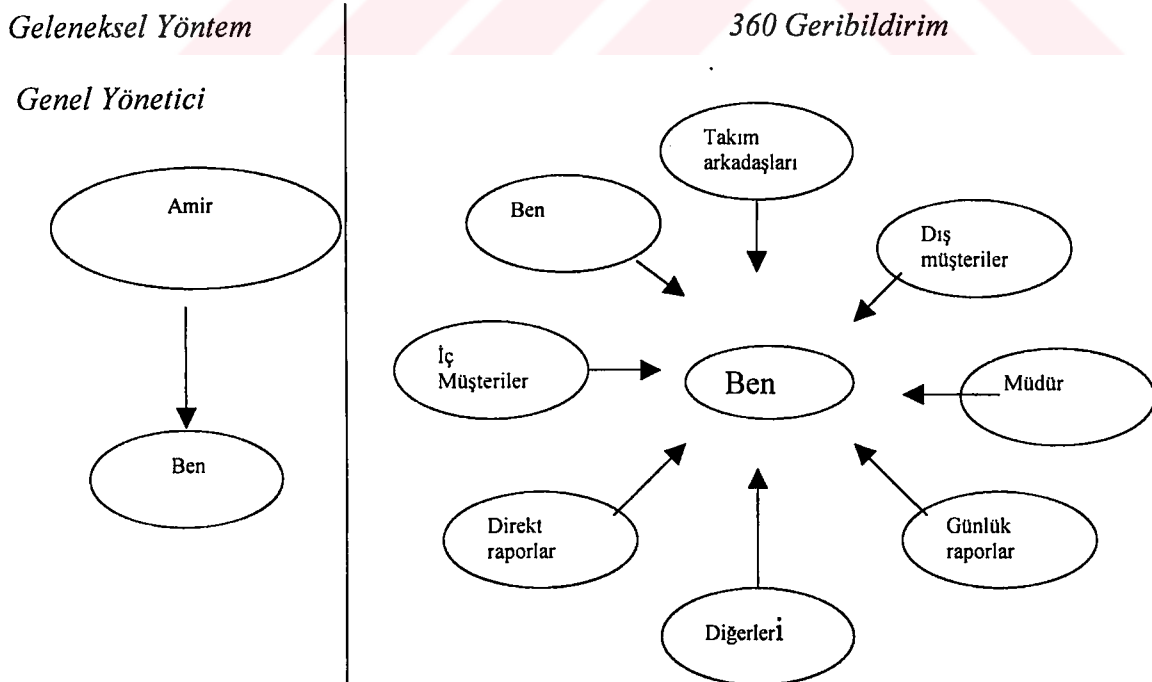 Geleneksel Yöntem
Genel Yönetici
Amir
Ben
360 Geribildirim
Takım
arkadaşları
Ben
Dış
müşteriler
İç
Müşteriler
Ben
Müdür
Direkt
raporlar
Günlük
raporlar
Diğerleri